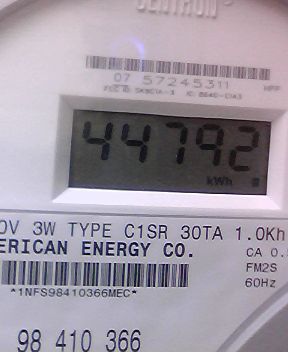 CENTRON
07 57245311
44792
kWh
0V 3W TYPE C1SR 30TA 1.0Kh
ERICAN ENERGY CO.
CA 0.
FM2S
60Hz
*1NFS98410366MEC*
98 410 366